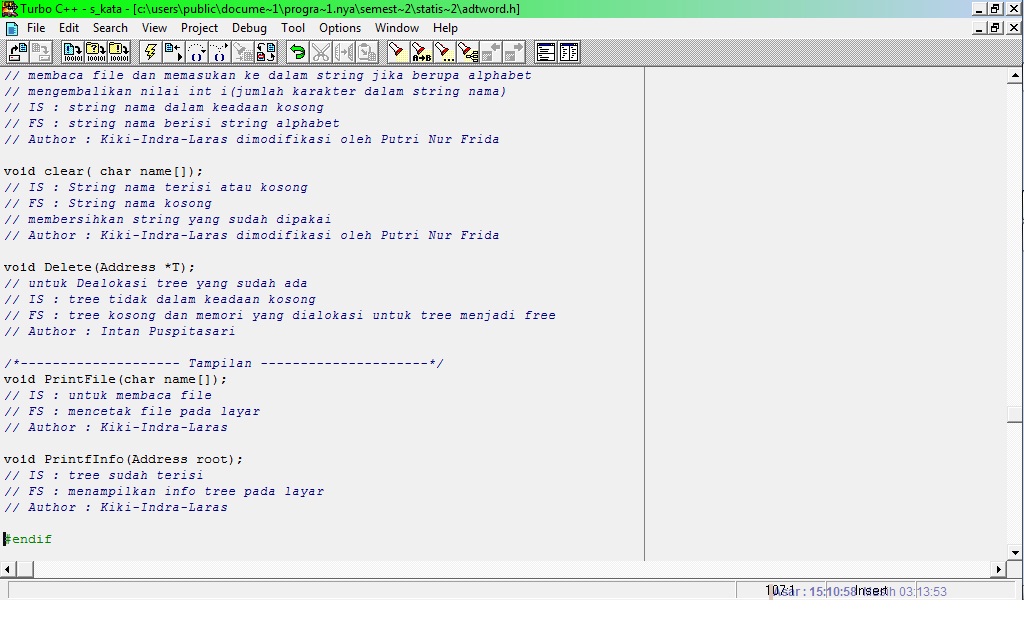 Turbo C++ - s_kata - [c:\users\public\docume~1\progra~1.nya\semest~2\statis~2\adtword.h]
File Edit Search View Project Debug Tool Options Window Help
// membaca file dan memasukan ke dalam string jika berupa alphabet
// mengembalikan nilai int i(jumlah karakter dalam string nama)
// IS : string nama dalam keadaan kosong
// FS : string nama berisi string alphabet
// Author : Kiki-Indra-Laras dimodifikasi oleh Putri Nur Frida
void clear( char name[]);
// IS : String nama terisi atau kosong
// FS : String nama kosong
// membersihkan string yang sudah dipakai
// Author : Kiki-Indra-Laras dimodifikasi oleh Putri Nur Frida
void Delete(Address *T);
// untuk Dealokasi tree yang sudah ada
// IS : tree tidak dalam keadaan kosong
// FS : tree kosong dan memori yang dialokasi untuk tree menjadi free
// Author : Intan Puspitasari
/*-------------------- Tampilan ---------------------*/
void PrintFile(char name[]);
// IS : untuk membaca file
// FS : mencetak file pada layar
// Author : Kiki-Indra-Laras
void PrintfInfo(Address root);
// IS : tree sudah terisi
// FS : menampilkan info tree pada layar
// Author : Kiki-Indra-Laras
#endif
107:1 Insert
: 15:10:58 03:13:53